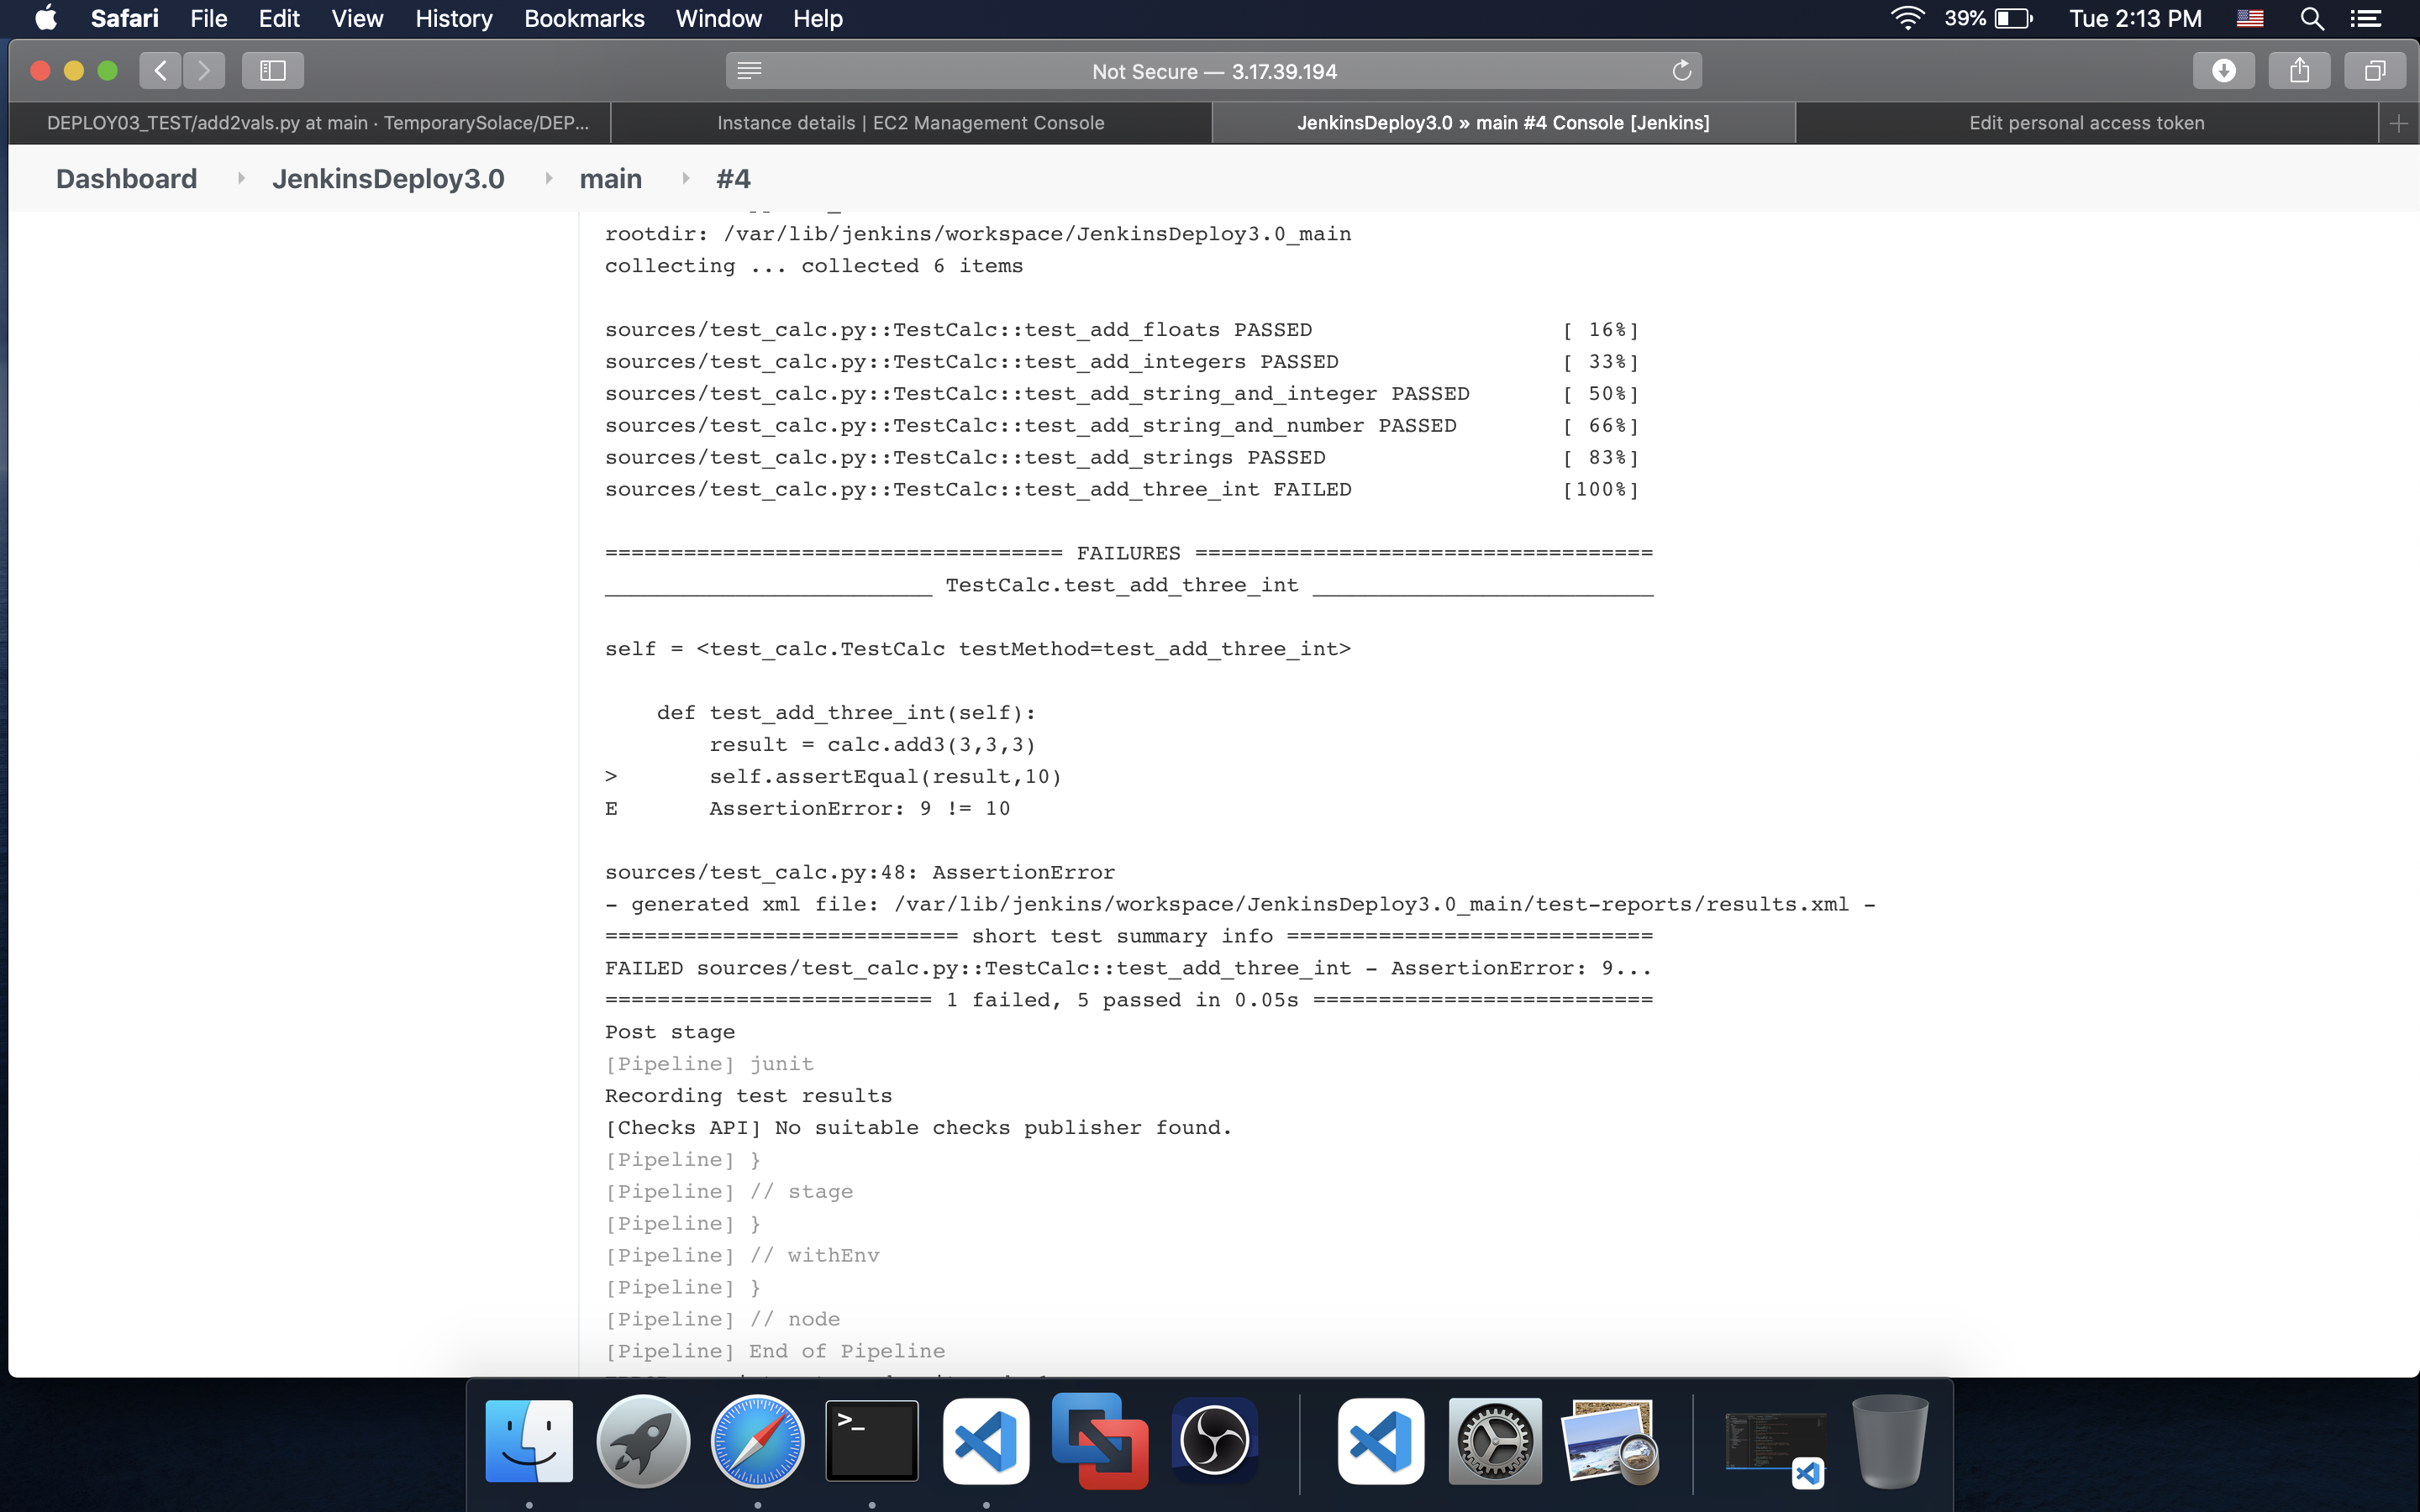 Safari File Edit View History Bookmarks Window Help 39% Tue 2:13 PM
Not Secure — 3.17.39.194
DEPLOY03_TEST/add2vals.py at main · TemporarySolace/DEP... Instance details | EC2 Management Console JenkinsDeploy3.0 » main #4 Console [Jenkins] Edit personal access token
Dashboard JenkinsDeploy3.0 main #4
rootdir: /var/lib/jenkins/workspace/JenkinsDeploy3.0_main
collecting ... collected 6 items
sources/test_calc.py::TestCalc::test_add_floats PASSED [ 16%]
sources/test_calc.py::TestCalc::test_add_integers PASSED [ 33%]
sources/test_calc.py::TestCalc::test_add_string_and_integer PASSED [ 50%]
sources/test_calc.py::TestCalc::test_add_string_and_number PASSED [ 66%]
sources/test_calc.py::TestCalc::test_add_strings PASSED [ 83%]
sources/test_calc.py::TestCalc::test_add_three_int FAILED [100%]
=================================== FAILURES ===================================
_________________________ TestCalc.test_add_three_int __________________________
self = <test_calc.TestCalc testMethod=test_add_three_int>
def test_add_three_int(self):
result = calc.add3(3,3,3)
> self.assertEqual(result,10)
E AssertionError: 9 != 10
sources/test_calc.py:48: AssertionError
- generated xml file: /var/lib/jenkins/workspace/JenkinsDeploy3.0_main/test-reports/results.xml -
=========================== short test summary info ============================
FAILED sources/test_calc.py::TestCalc::test_add_three_int - AssertionError: 9...
========================= 1 failed, 5 passed in 0.05s ==========================
Post stage
[Pipeline] junit
Recording test results
[Checks API] No suitable checks publisher found.
[Pipeline] }
[Pipeline] // stage
[Pipeline] }
[Pipeline] // withEnv
[Pipeline] }
[Pipeline] // node
[Pipeline] End of Pipeline